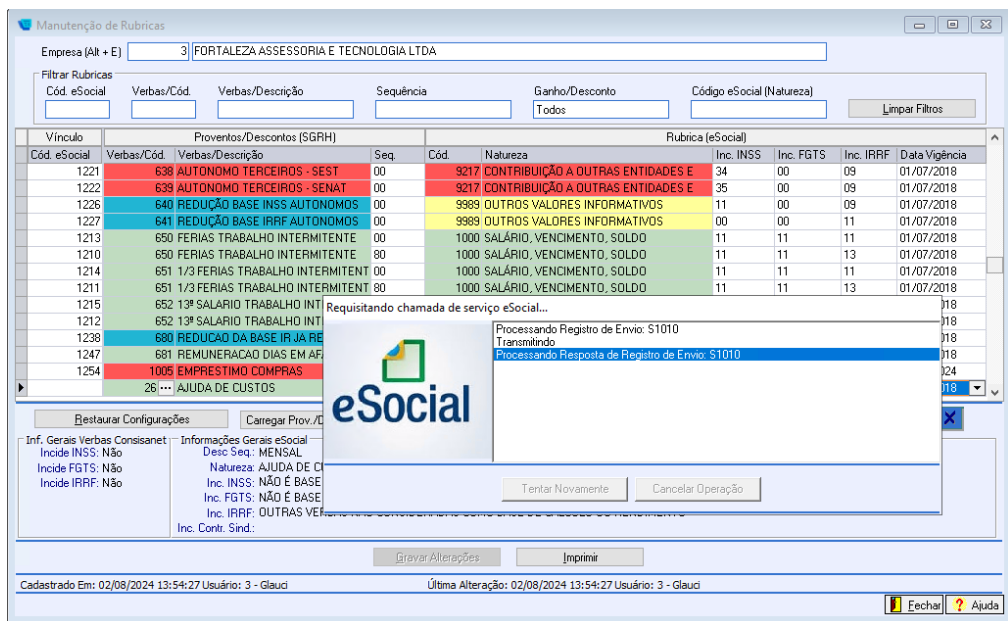 Manutenção de Rubricas
Empresa (Alt + E) 3 FORTALEZA ASSESSORIA E TECNOLOGIA LTDA
Filtrar Rubricas
Cód. eSocial Verbas/Cód. Verbas/Descrição Sequência Ganho/Desconto Código eSocial (Natureza)
Todos Limpar Filtros
Vínculo Proventos/Descontos (SGRH) Rubrica (eSocial)
Cód. eSocial Verbas/Cód. Verbas/Descrição Seq. Cód. Natureza Inc. INSS Inc. FGTS Inc. IRRF Data Vigência
1221 638 AUTONOMO TERCEIROS - SEST 00 9217 CONTRIBUIÇÃO A OUTRAS ENTIDADES E 34 00 09 01/07/2018
1222 639 AUTONOMO TERCEIROS - SENAT 00 9217 CONTRIBUIÇÃO A OUTRAS ENTIDADES E 35 00 09 01/07/2018
1226 640 REDUÇÃO BASE INSS AUTONOMOS 00 9989 OUTROS VALORES INFORMATIVOS 11 00 09 01/07/2018
1227 641 REDUÇÃO BASE IRRF AUTONOMOS 00 9989 OUTROS VALORES INFORMATIVOS 00 00 11 01/07/2018
1213 650 FERIAS TRABALHO INTERMITENTE 00 1000 SALÁRIO, VENCIMENTO, SOLDO 11 11 11 01/07/2018
1210 650 FERIAS TRABALHO INTERMITENTE 80 1000 SALÁRIO, VENCIMENTO, SOLDO 11 11 13 01/07/2018
1214 651 1/3 FERIAS TRABALHO INTERMITENT 00 1000 SALÁRIO, VENCIMENTO, SOLDO 11 11 11 01/07/2018
1211 651 1/3 FERIAS TRABALHO INTERMITENT 80 1000 SALÁRIO, VENCIMENTO, SOLDO 11 11 13 01/07/2018
1215 652 13º SALARIO TRABALHO INT 018
1212 652 13º SALARIO TRABALHO INT 018
1238 680 REDUCAO DA BASE IR JA RE 018
1247 681 REMUNERACAO DIAS EM AFA 018
1254 1005 EMPRESTIMO COMPRAS 024
26 ... AJUDA DE CUSTOS 018
Requisitando chamada de serviço eSocial...
eSocial
Processando Registro de Envio: S1010
Transmitindo
Processando Resposta de Registro de Envio: S1010
Tentar Novamente Cancelar Operação
Restaurar Configurações Carregar Prov./D X
Inf. Gerais Verbas Consisanet Informações Gerais eSocial
Incide INSS: Não Desc Seq.: MENSAL
Incide FGTS: Não Natureza: AJUDA DE C
Incide IRRF: Não Inc. INSS: NÃO É BASE
Inc. FGTS: NÃO É BASE
Inc. IRRF: OUTRAS
Inc. Contr. Sind.:
Gravar Alterações Imprimir
Cadastrado Em: 02/08/2024 13:54:27 Usuário: 3 - Glauci Última Alteração: 02/08/2024 13:54:27 Usuário: 3 - Glauci
Fechar ? Ajuda